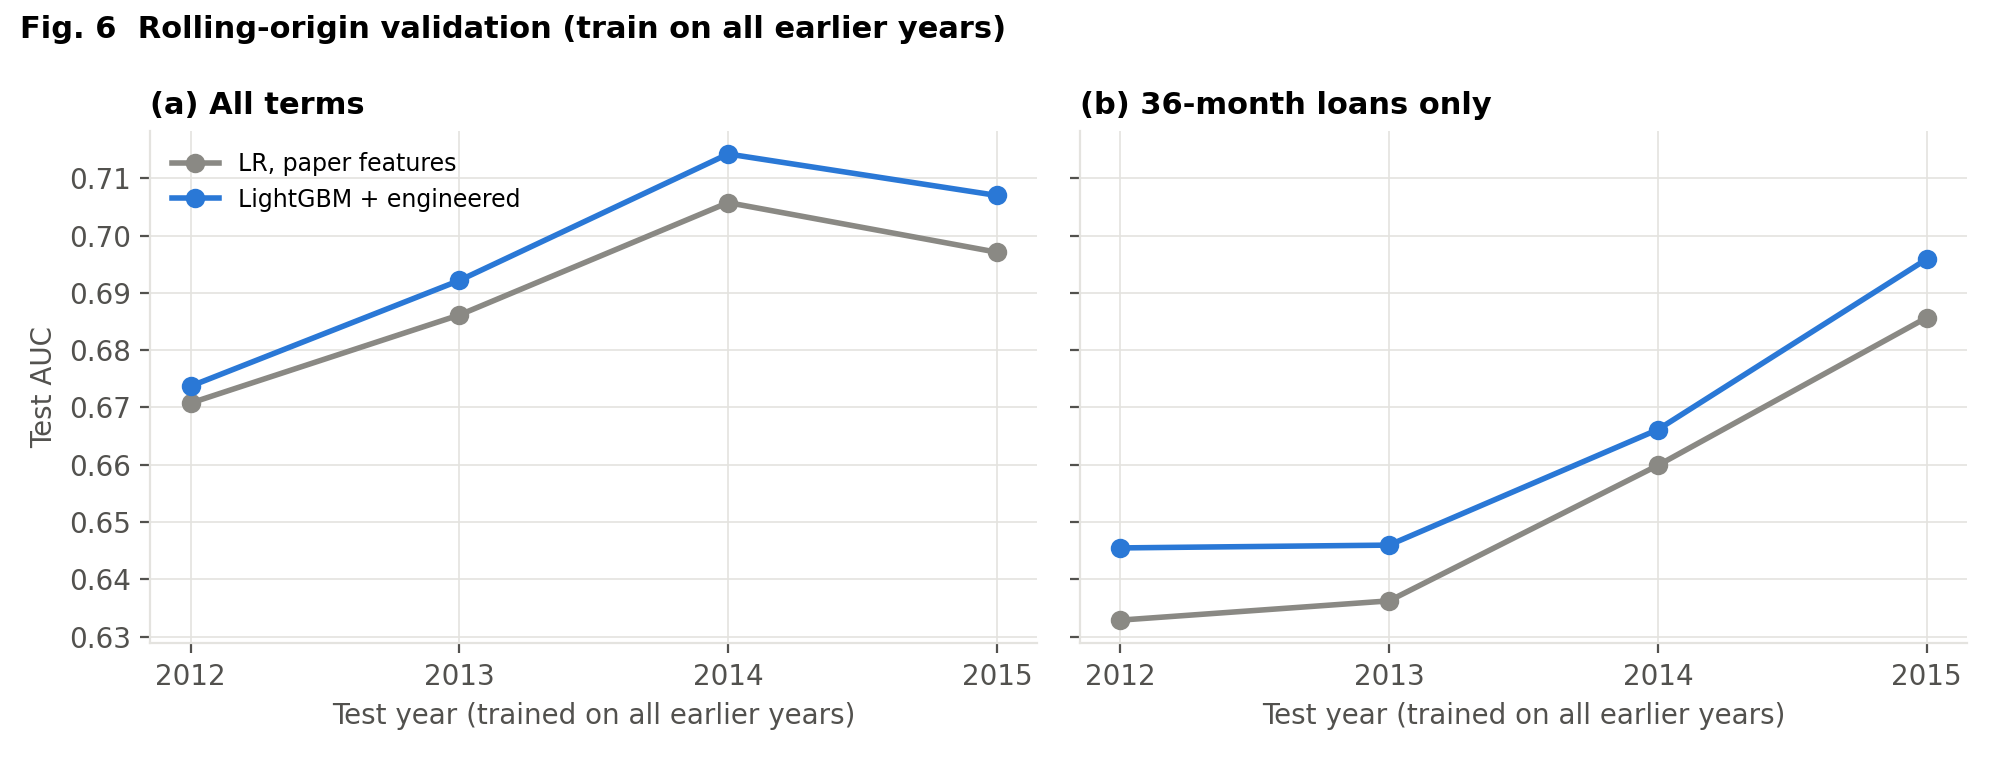 Fig. 6  Rolling-origin validation (train on all earlier years)
(a) All terms
LR, paper features
LightGBM + engineered
Test AUC
0.71
0.70
0.69
0.68
0.67
0.66
0.65
0.64
0.63
2012 2013 2014 2015
Test year (trained on all earlier years)
(b) 36-month loans only
2012 2013 2014 2015
Test year (trained on all earlier years)